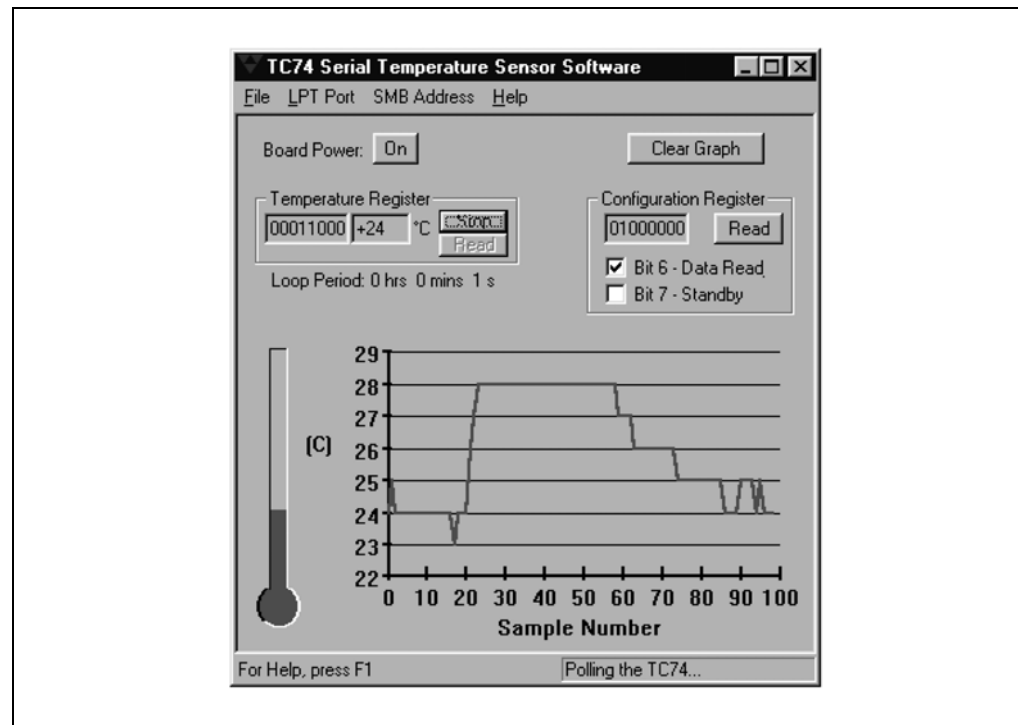 TC74 Serial Temperature Sensor Software
File LPT Port SMB Address Help
Board Power: On Clear Graph
Temperature Register Configuration Register
00011000 +24 °C Stop 01000000 Read
Read
Bit 6 - Data Read
Loop Period: 0 hrs 0 mins 1 s
Bit 7 - Standby
29
28
27
26
25
24
23
22
(C)
0 10 20 30 40 50 60 70 80 90 100
Sample Number
For Help, press F1 Polling the TC74...